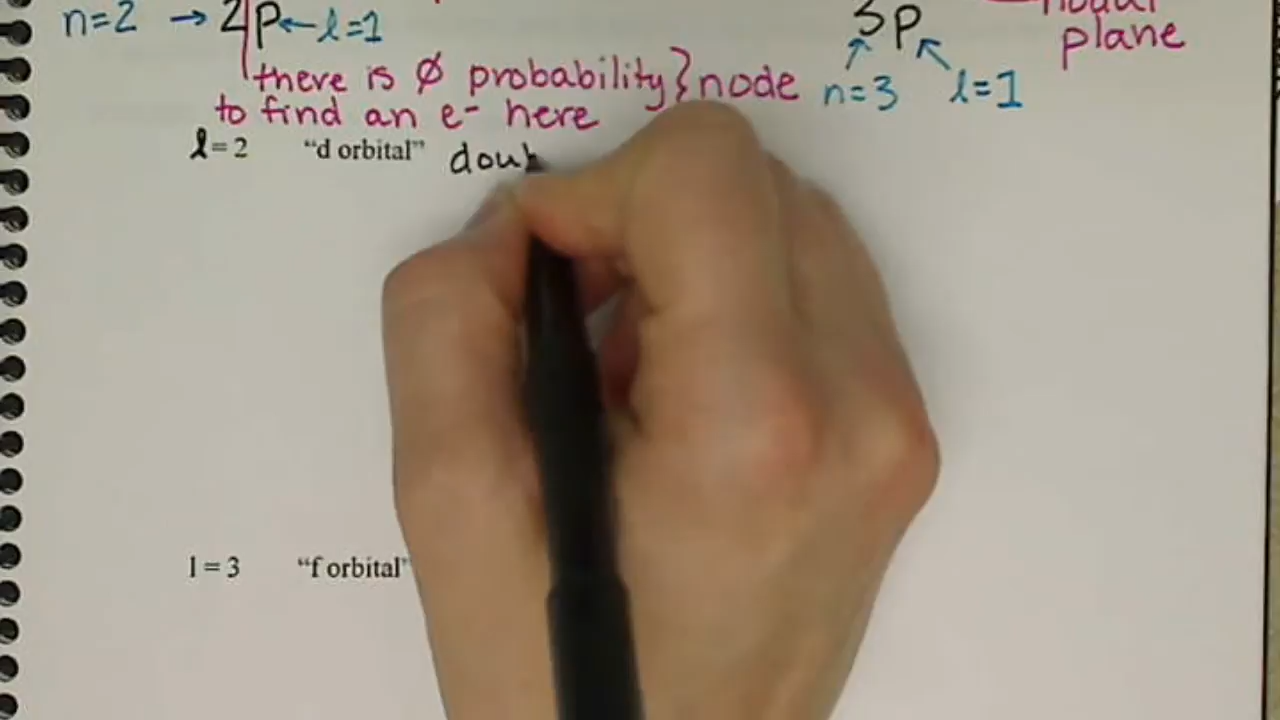 n=2 → 2p ← l=1
3p
nodal plane
there is ∅ probability } node
n=3 l=1
to find an e- here
l = 2 “d orbital”
l = 3 “f orbital”